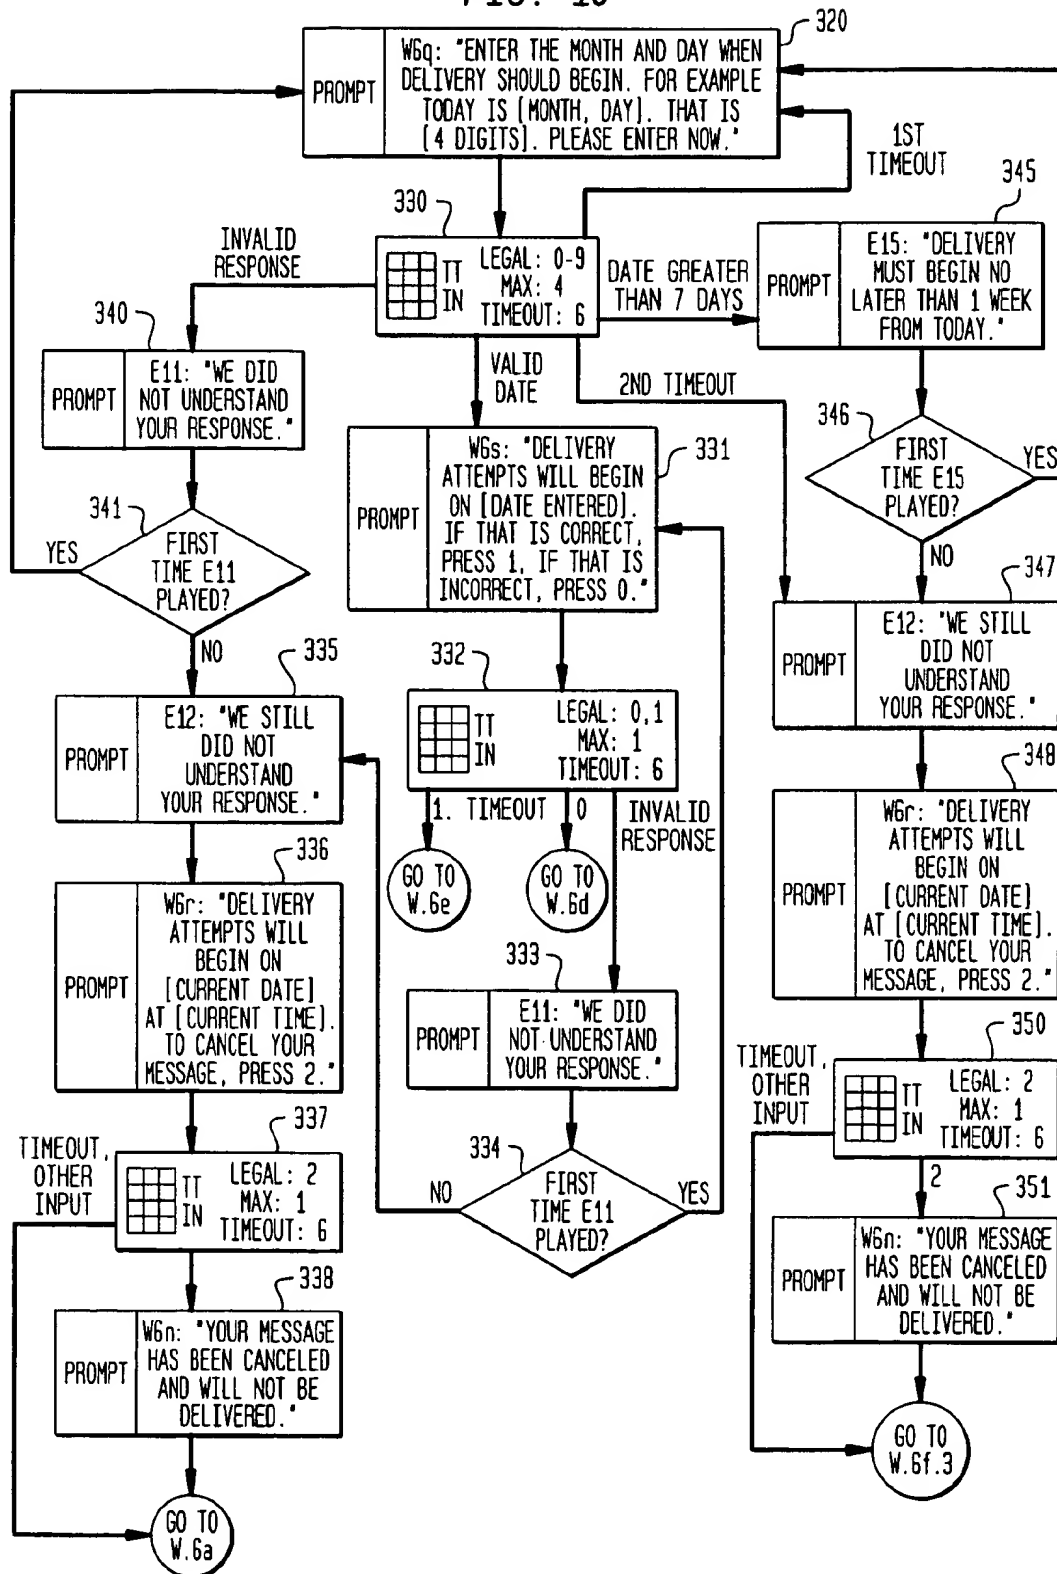 320
W6q: "ENTER THE MONTH AND DAY WHEN
DELIVERY SHOULD BEGIN. FOR EXAMPLE
TODAY IS [MONTH, DAY]. THAT IS
[4 DIGITS]. PLEASE ENTER NOW."
PROMPT
1ST
TIMEOUT
330
LEGAL: 0-9
MAX: 4
TIMEOUT: 6
TT
IN
INVALID
RESPONSE
DATE GREATER
THAN 7 DAYS
345
PROMPT
E15: "DELIVERY
MUST BEGIN NO
LATER THAN 1 WEEK
FROM TODAY."
340
PROMPT
E11: "WE DID
NOT UNDERSTAND
YOUR RESPONSE."
VALID
DATE
2ND TIMEOUT
346
FIRST
TIME E15
PLAYED?
YES
NO
331
PROMPT
W6s: "DELIVERY
ATTEMPTS WILL BEGIN
ON [DATE ENTERED].
IF THAT IS CORRECT,
PRESS 1, IF THAT IS
INCORRECT, PRESS 0."
341
YES
FIRST
TIME E11
PLAYED?
NO
347
PROMPT
E12: "WE STILL
DID NOT
UNDERSTAND
YOUR RESPONSE."
335
PROMPT
E12: "WE STILL
DID NOT
UNDERSTAND
YOUR RESPONSE."
332
TT
IN
LEGAL: 0,1
MAX: 1
TIMEOUT: 6
1. TIMEOUT
0
INVALID
RESPONSE
GO TO
W.6e
GO TO
W.6d
348
PROMPT
W6r: "DELIVERY
ATTEMPTS WILL
BEGIN ON
[CURRENT DATE]
AT [CURRENT TIME].
TO CANCEL YOUR
MESSAGE, PRESS 2."
336
PROMPT
W6r: "DELIVERY
ATTEMPTS WILL
BEGIN ON
[CURRENT DATE]
AT [CURRENT TIME].
TO CANCEL YOUR
MESSAGE, PRESS 2."
333
PROMPT
E11: "WE DID
NOT UNDERSTAND
YOUR RESPONSE."
350
TIMEOUT,
OTHER
INPUT
TT
IN
LEGAL: 2
MAX: 1
TIMEOUT: 6
2
337
TIMEOUT,
OTHER
INPUT
TT
IN
LEGAL: 2
MAX: 1
TIMEOUT: 6
334
NO
FIRST
TIME E11
PLAYED?
YES
351
PROMPT
W6n: "YOUR MESSAGE
HAS BEEN CANCELED
AND WILL NOT BE
DELIVERED."
338
PROMPT
W6n: "YOUR MESSAGE
HAS BEEN CANCELED
AND WILL NOT BE
DELIVERED."
GO TO
W.6f.3
GO TO
W.6a